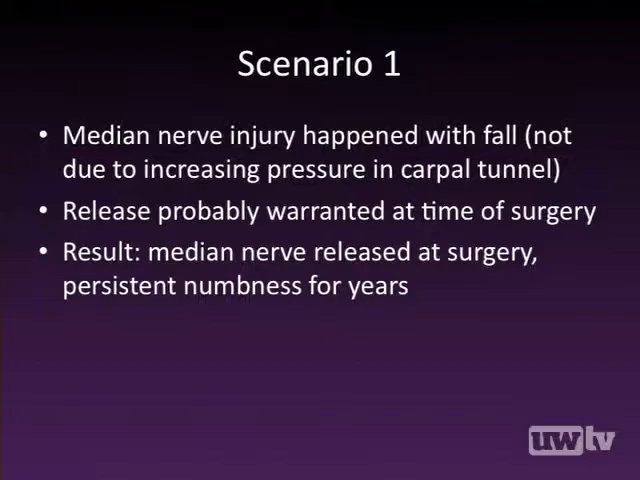 Scenario 1
• Median nerve injury happened with fall (not
due to increasing pressure in carpal tunnel)
• Release probably warranted at time of surgery
• Result: median nerve released at surgery,
persistent numbness for years
uwtv